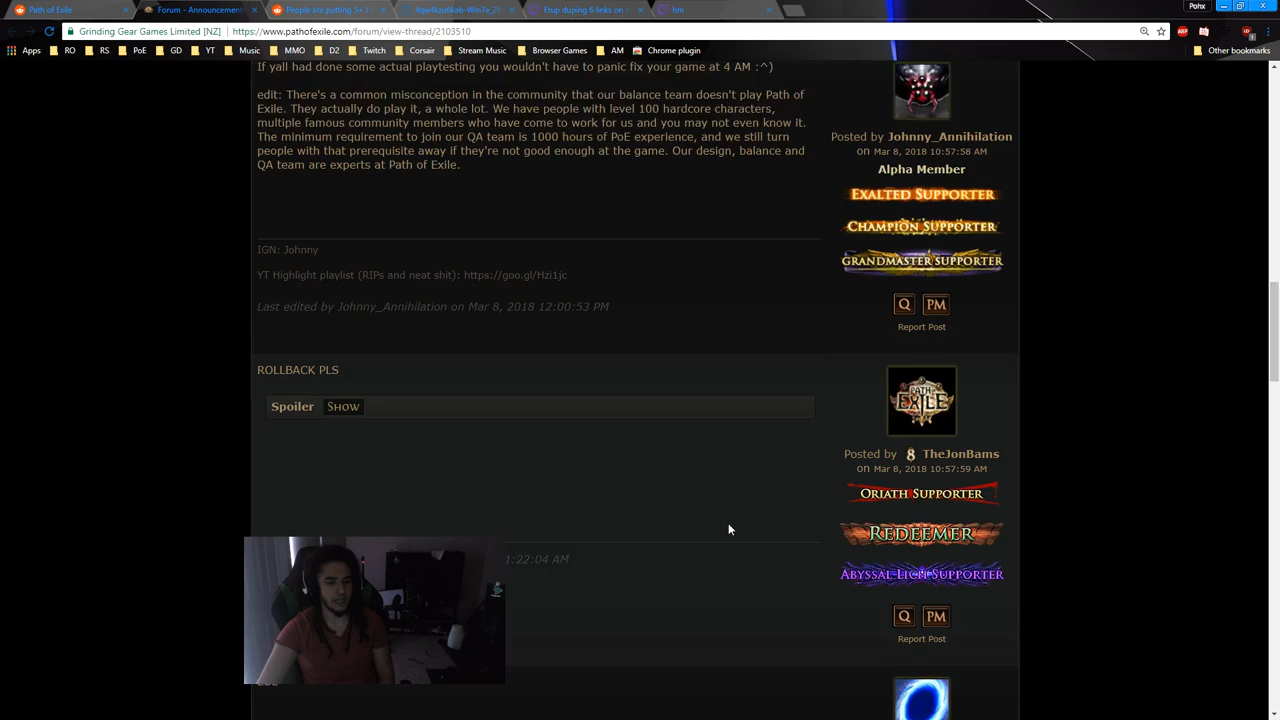 Path of Exile
Forum - Announcement
People are putting 5+ l
4qw4kzu6kab-Wm7e_2
Etup duping 6 links on
hm
Pohx
Grinding Gear Games Limited [NZ]
https://www.pathofexile.com/forum/view-thread/2103510
Apps RO RS PoE GD YT Music MMO D2 Twitch Corsair Stream Music Browser Games AM Chrome plugin Other bookmarks
If yall had done some actual playtesting you wouldn't have to panic fix your game at 4 AM :^)
edit: There's a common misconception in the community that our balance team doesn't play Path of
Exile. They actually do play it, a whole lot. We have people with level 100 hardcore characters,
multiple famous community members who have come to work for us and you may not even know it.
The minimum requirement to join our QA team is 1000 hours of PoE experience, and we still turn
people with that prerequisite away if they're not good enough at the game. Our design, balance and
QA team are experts at Path of Exile.
IGN: Johnny
YT Highlight playlist (RIPs and neat shit): https://goo.gl/Hzi1jc
Last edited by Johnny_Annihilation on Mar 8, 2018 12:00:53 PM
Posted by Johnny_Annihilation
on Mar 8, 2018 10:57:58 AM
Alpha Member
Exalted Supporter
Champion Supporter
Grandmaster Supporter
Q PM
Report Post
ROLLBACK PLS
Spoiler Show
1:22:04 AM
PATH OF EXILE
Posted by 8 TheJonBams
on Mar 8, 2018 10:57:59 AM
Oriath Supporter
Redeemer
Abyssal Lich Supporter
Q PM
Report Post